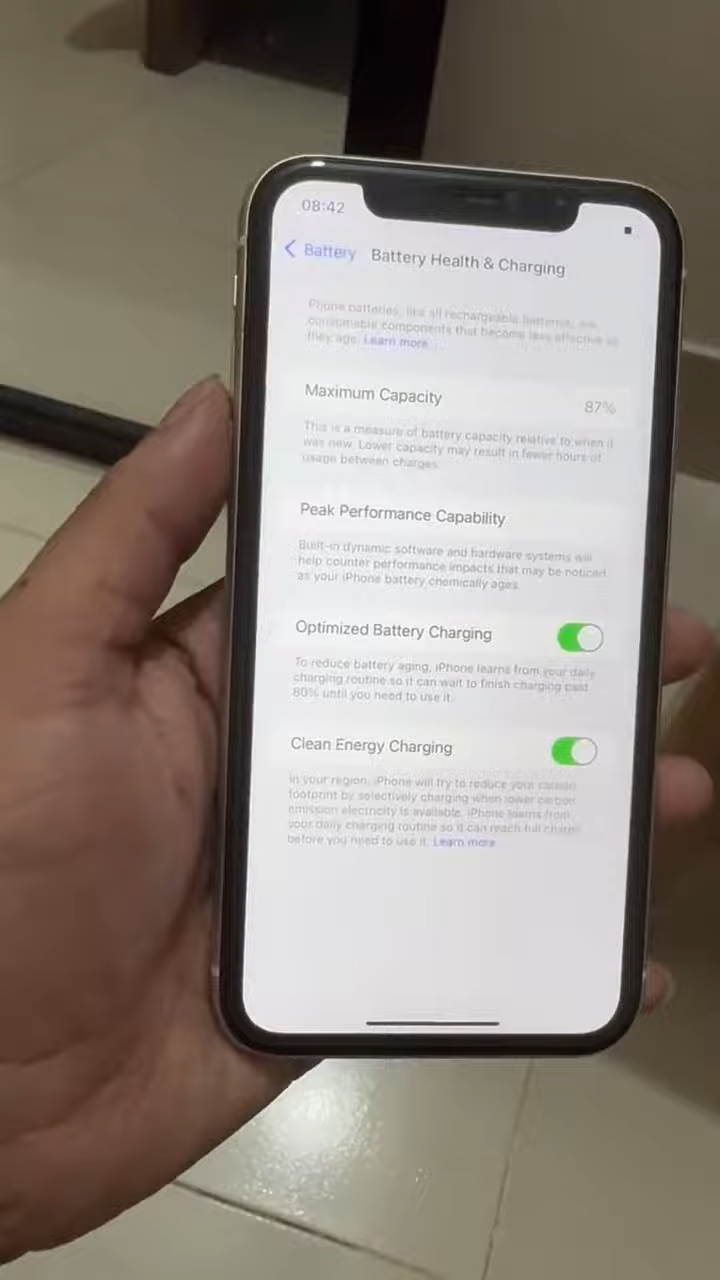 08:42
Battery Battery Health & Charging
Phone batteries, like all rechargeable batteries, are
consumable components that become less effective as
they age. Learn more...
Maximum Capacity 87%
This is a measure of battery capacity relative to when it
was new. Lower capacity may result in fewer hours of
usage between charges.
Peak Performance Capability
Built-in dynamic software and hardware systems will
help counter performance impacts that may be noticed
as your iPhone battery chemically ages.
Optimized Battery Charging
To reduce battery aging, iPhone learns from your daily
charging routine so it can wait to finish charging past
80% until you need to use it.
Clean Energy Charging
In your region, iPhone will try to reduce your carbon
footprint by selectively charging when lower carbon
emission electricity is available. iPhone learns from
your daily charging routine so it can reach full charge
before you need to use it. Learn more